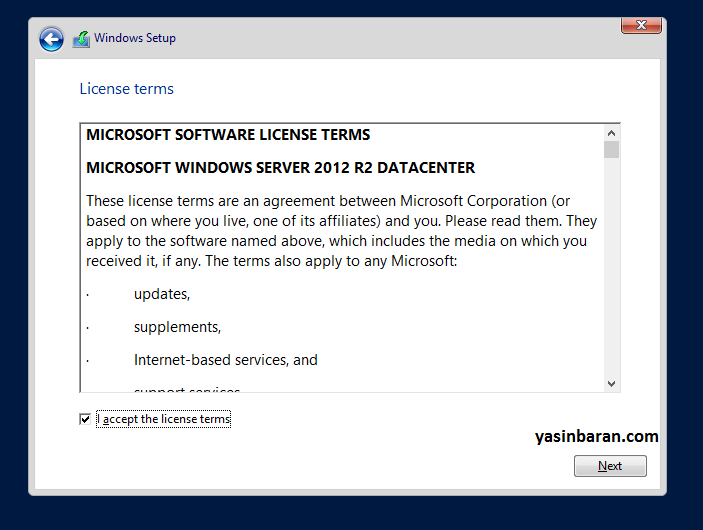 Windows Setup
License terms
MICROSOFT SOFTWARE LICENSE TERMS
MICROSOFT WINDOWS SERVER 2012 R2 DATACENTER
These license terms are an agreement between Microsoft Corporation (or
based on where you live, one of its affiliates) and you. Please read them. They
apply to the software named above, which includes the media on which you
received it, if any. The terms also apply to any Microsoft:
· updates,
· supplements,
· Internet-based services, and
support services
I accept the license terms
yasinbaran.com
Next